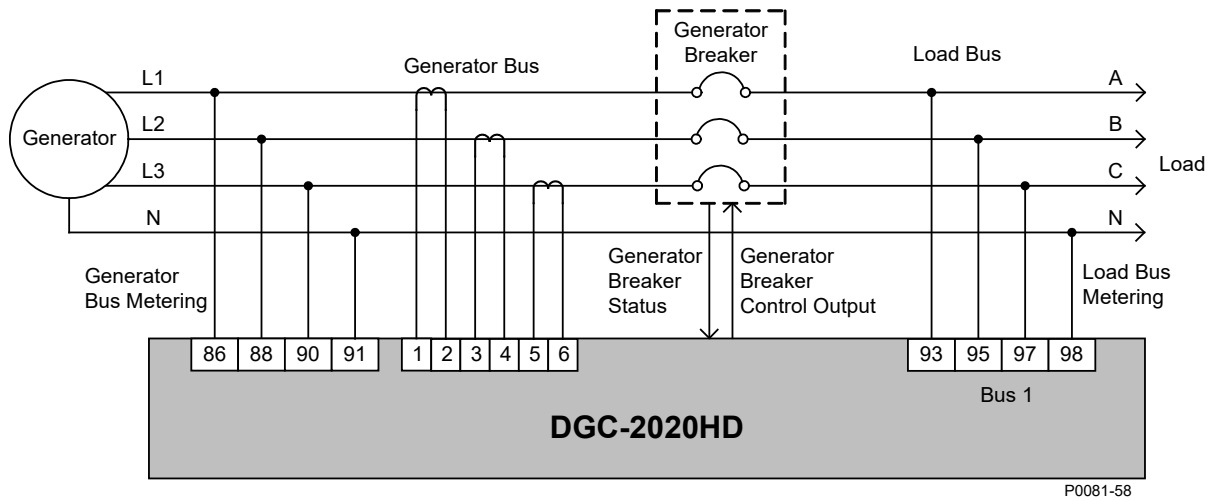 Generator
Breaker
Generator Bus
Load Bus
L1
A
L2
B
Generator
L3
C
Load
N
N
Generator
Bus Metering
Generator
Breaker
Status
Generator
Breaker
Control Output
Load Bus
Metering
86 88 90 91 1 2 3 4 5 6 93 95 97 98
Bus 1
DGC-2020HD
P0081-58